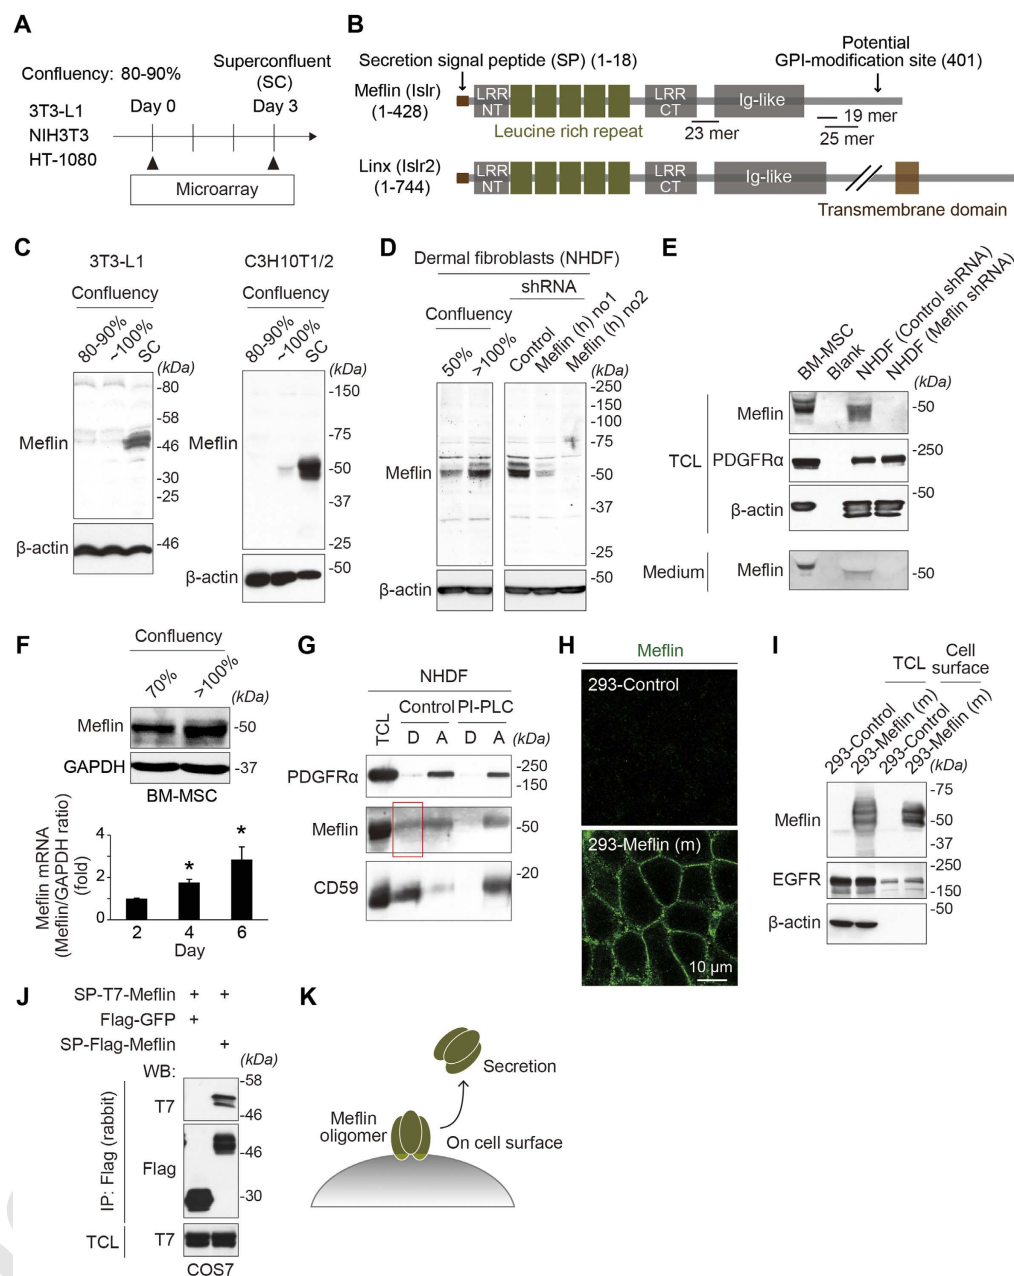 A
Confluency: 80-90%
Superconfluent
(SC)
3T3-L1
NIH3T3
HT-1080
Day 0
Day 3
Microarray
B
Secretion signal peptide (SP) (1-18)
Potential
GPI-modification site (401)
Meflin (Islr)
(1-428)
LRR
NT
LRR
CT
Ig-like
Leucine rich repeat
23 mer
19 mer
25 mer
Linx (Islr2)
(1-744)
LRR
NT
LRR
CT
Ig-like
Transmembrane domain
C
3T3-L1
Confluency
80-90%
~100%
SC
(kDa)
-80
-58
-46
-30
-25
Meflin
β-actin
-46
C3H10T1/2
Confluency
80-90%
~100%
SC
(kDa)
-150
-75
-50
-37
-25
Meflin
β-actin
-50
D
Dermal fibroblasts (NHDF)
shRNA
Confluency
50%
>100%
Control
Meflin (h) no1
Meflin (h) no2
(kDa)
-250
-150
-100
-75
-50
-37
-25
Meflin
β-actin
-50
E
BM-MSC
Blank
NHDF (Control shRNA)
NHDF (Meflin shRNA)
(kDa)
TCL
Meflin
-50
PDGFRα
-250
β-actin
-50
Medium
Meflin
-50
F
Confluency
70%
>100%
(kDa)
Meflin
-50
GAPDH
-37
BM-MSC
Meflin mRNA
(Meflin/GAPDH ratio)
(fold)
4
2
0
*
*
2
4
6
Day
G
NHDF
TCL
Control
PI-PLC
D
A
D
A
(kDa)
PDGFRα
-250
-150
Meflin
-50
CD59
-20
H
Meflin
293-Control
293-Meflin (m)
10 µm
I
TCL
Cell
surface
293-Control
293-Meflin (m)
293-Control
293-Meflin (m)
(kDa)
Meflin
-75
-50
-37
EGFR
-250
-150
β-actin
-50
J
SP-T7-Meflin + +
Flag-GFP +
SP-Flag-Meflin +
WB:
(kDa)
IP: Flag (rabbit)
T7
-58
-46
Flag
-46
-30
TCL
T7
COS7
K
Secretion
Meflin
oligomer
On cell surface